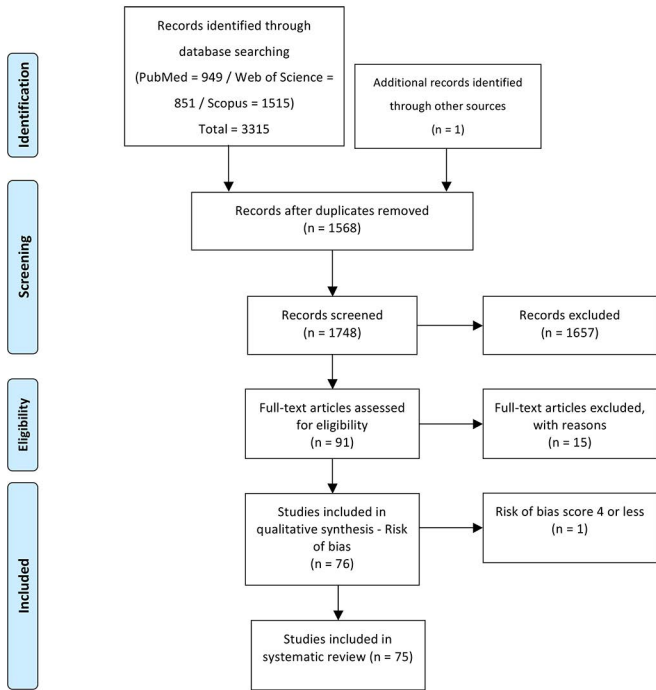 Identification
Records identified through
database searching
(PubMed = 949 / Web of Science =
851 / Scopus = 1515)
Total = 3315
Additional records identified
through other sources
(n = 1)
Screening
Records after duplicates removed
(n = 1568)
Records screened
(n = 1748)
Records excluded
(n = 1657)
Eligibility
Full-text articles assessed
for eligibility
(n = 91)
Full-text articles excluded,
with reasons
(n = 15)
Included
Studies included in
qualitative synthesis - Risk
of bias
(n = 76)
Risk of bias score 4 or less
(n = 1)
Studies included in
systematic review (n = 75)